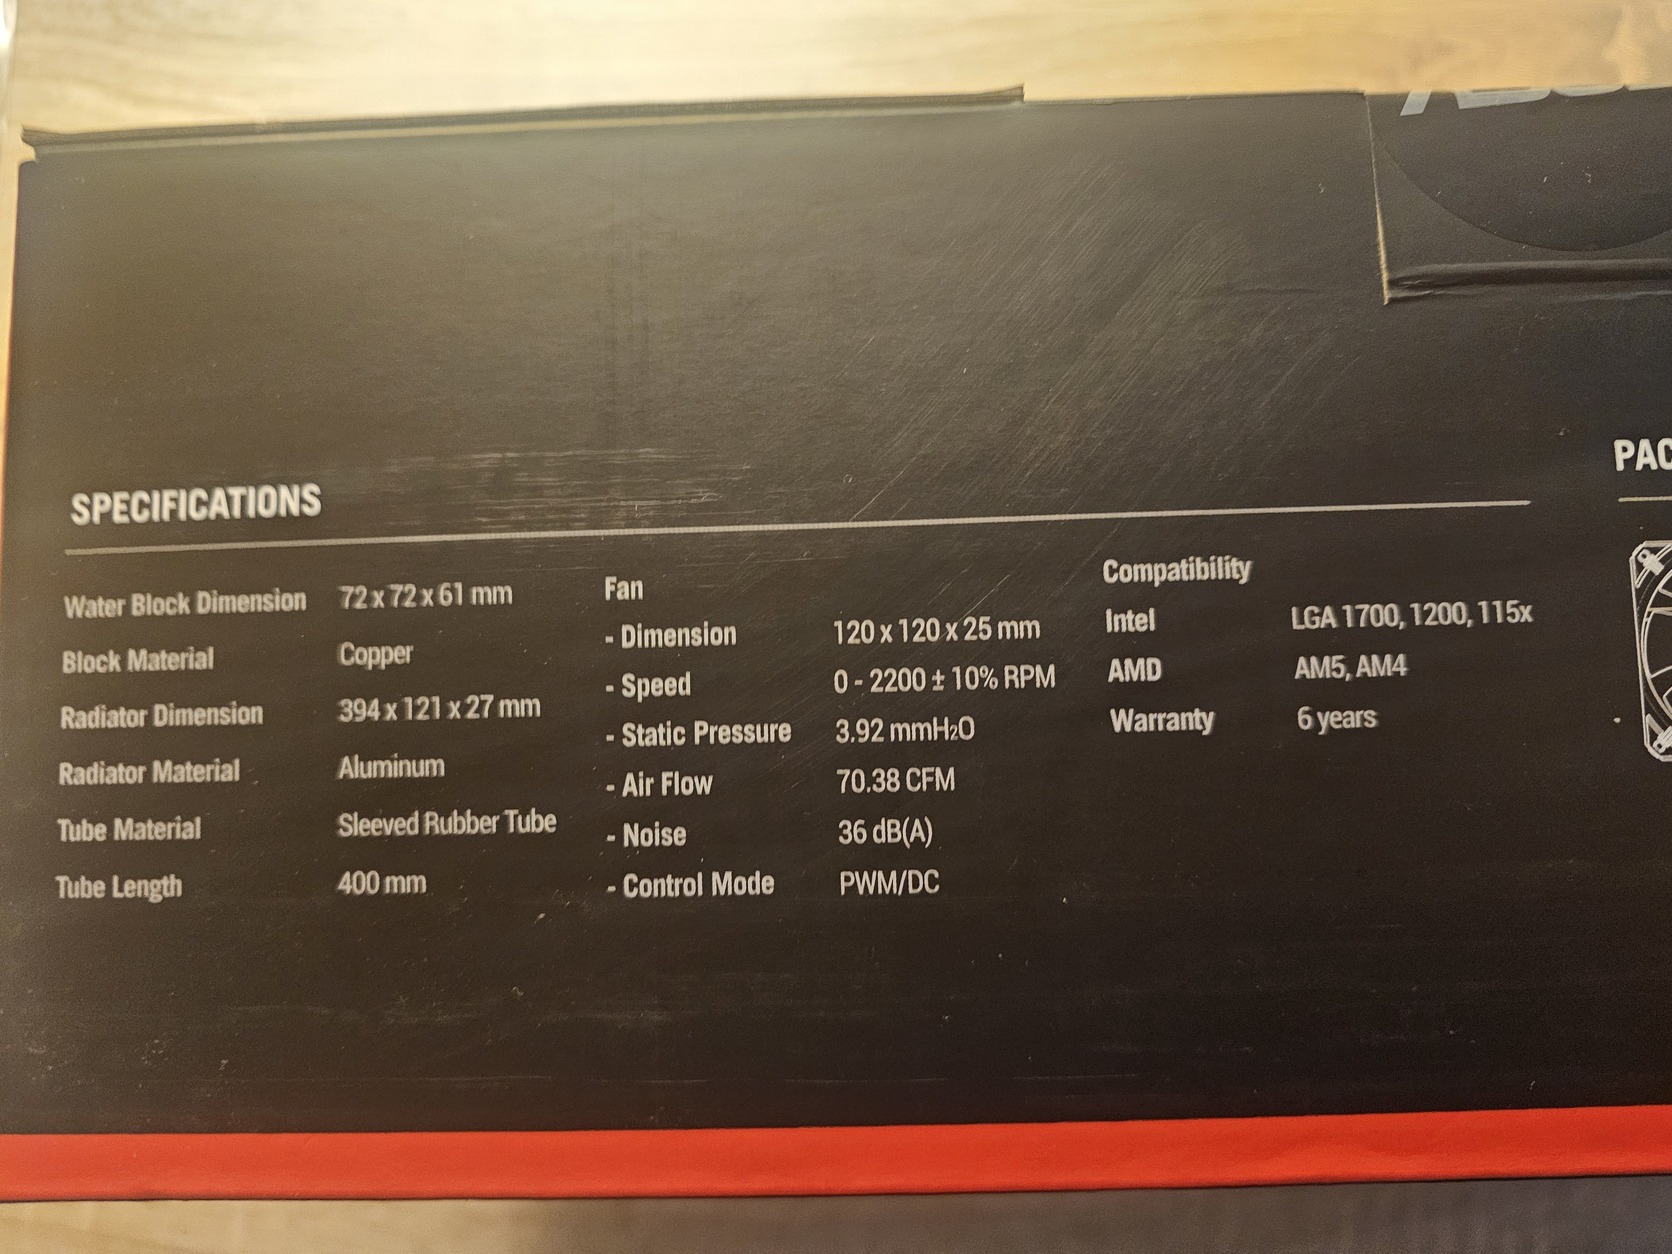 SPECIFICATIONS
Water Block Dimension 72 x 72 x 61 mm
Block Material Copper
Radiator Dimension 394 x 121 x 27 mm
Radiator Material Aluminum
Tube Material Sleeved Rubber Tube
Tube Length 400 mm
Fan
- Dimension 120 x 120 x 25 mm
- Speed 0 - 2200 ± 10% RPM
- Static Pressure 3.92 mmH₂O
- Air Flow 70.38 CFM
- Noise 36 dB(A)
- Control Mode PWM/DC
Compatibility
Intel LGA 1700, 1200, 115x
AMD AM5, AM4
Warranty 6 years
PAC